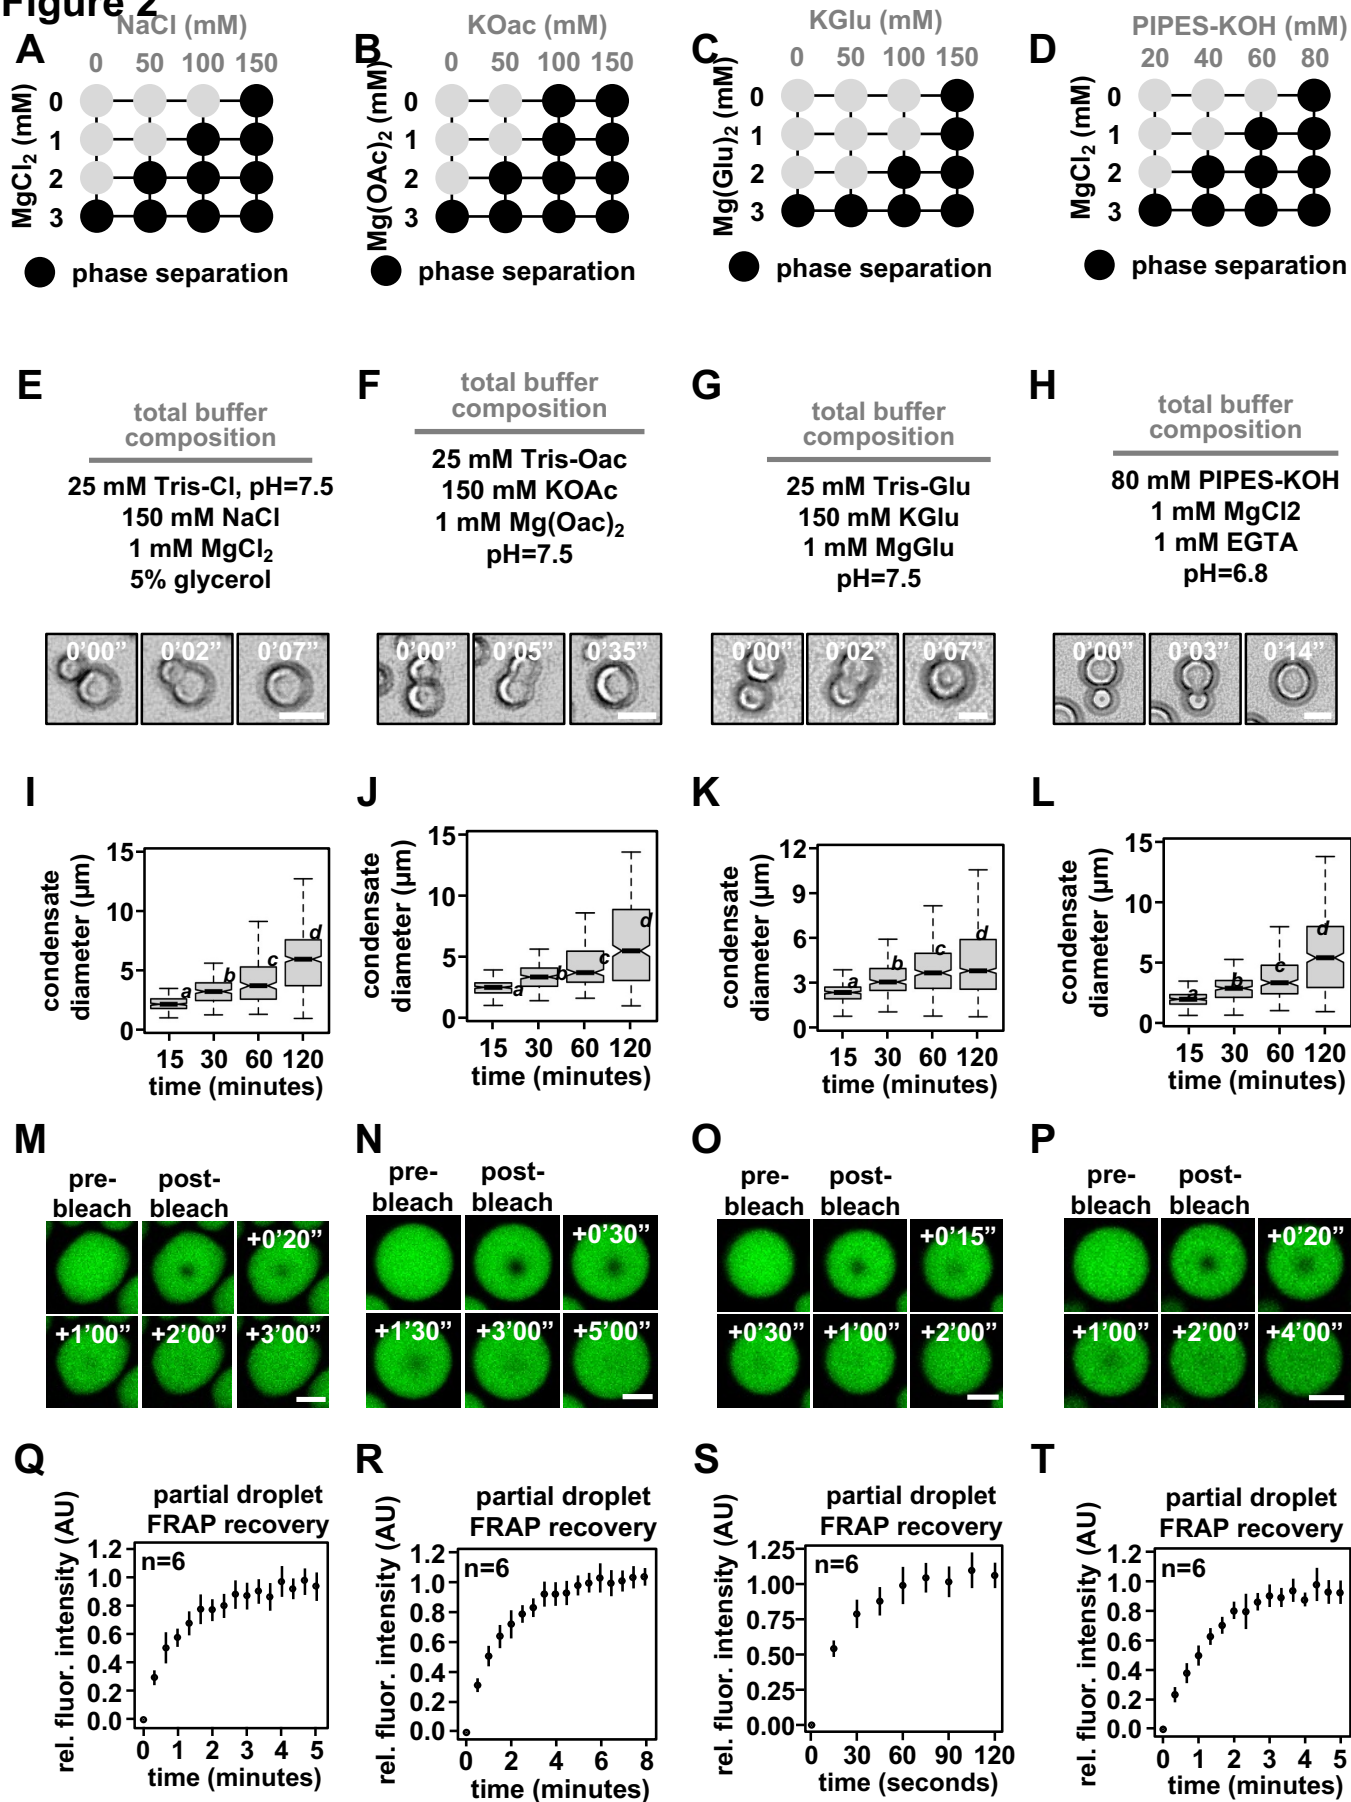 Figure 2
A
NaCl (mM)
0 50 100 150
MgCl2 (mM)
0
1
2
3
phase separation
B
KOac (mM)
0 50 100 150
Mg(OAc)2 (mM)
0
1
2
3
phase separation
C
KGlu (mM)
0 50 100 150
Mg(Glu)2 (mM)
0
1
2
3
phase separation
D
PIPES-KOH (mM)
20 40 60 80
MgCl2 (mM)
0
1
2
3
phase separation
E
total buffer
composition
25 mM Tris-Cl, pH=7.5
150 mM NaCl
1 mM MgCl2
5% glycerol
0'00” 0'02” 0'07”
F
total buffer
composition
25 mM Tris-Oac
150 mM KOAc
1 mM Mg(Oac)2
pH=7.5
0'00” 0'05” 0'35”
G
total buffer
composition
25 mM Tris-Glu
150 mM KGlu
1 mM MgGlu
pH=7.5
0'00” 0'02” 0'07”
H
total buffer
composition
80 mM PIPES-KOH
1 mM MgCl2
1 mM EGTA
pH=6.8
0'00” 0'03” 0'14”
I
condensate
diameter (µm)
15
10
5
0
a b c d
15 30 60 120
time (minutes)
J
condensate
diameter (µm)
15
10
5
0
a b c d
15 30 60 120
time (minutes)
K
condensate
diameter (µm)
12
9
6
3
0
a b c d
15 30 60 120
time (minutes)
L
condensate
diameter (µm)
15
10
5
0
a b c d
15 30 60 120
time (minutes)
M
pre-
bleach
post-
bleach
+0'20”
+1'00” +2'00” +3'00”
N
pre-
bleach
post-
bleach
+0'30”
+1'30” +3'00” +5'00”
O
pre-
bleach
post-
bleach
+0'15”
+0'30” +1'00” +2'00”
P
pre-
bleach
post-
bleach
+0'20”
+1'00” +2'00” +4'00”
Q
partial droplet
FRAP recovery
rel. fluor. intensity (AU)
n=6
1.2
1.0
0.8
0.6
0.4
0.2
0.0
0 1 2 3 4 5
time (minutes)
R
partial droplet
FRAP recovery
rel. fluor. intensity (AU)
n=6
1.2
1.0
0.8
0.6
0.4
0.2
0.0
0 2 4 6 8
time (minutes)
S
partial droplet
FRAP recovery
rel. fluor. intensity (AU)
n=6
1.25
1.00
0.75
0.50
0.25
0.00
0 30 60 90 120
time (seconds)
T
partial droplet
FRAP recovery
rel. fluor. intensity (AU)
n=6
1.2
1.0
0.8
0.6
0.4
0.2
0.0
0 1 2 3 4 5
time (minutes)